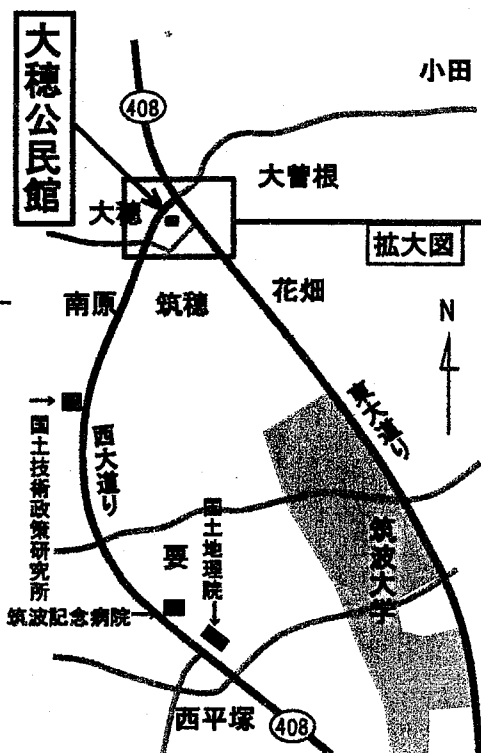 大穂公民館
408
小田
大曽根
大穂
拡大図
南原
筑穂
花畑
N
東大通り
国土技術政策研究所
西大通り
国土地理院
要
筑波大学
筑波記念病院
西平塚
408